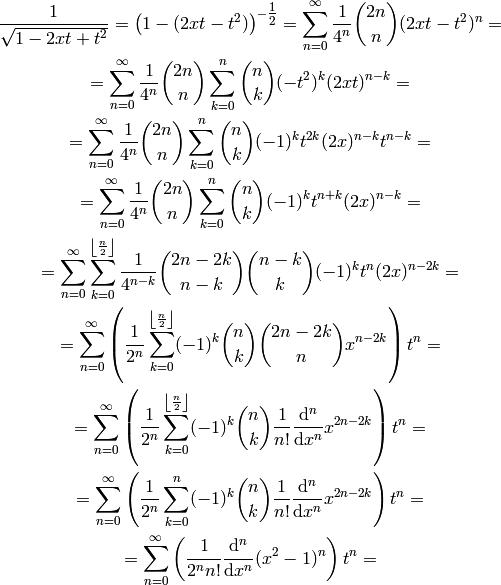 \frac{1}{\sqrt{1-2xt+t^2}} = \left(1-(2xt-t^2)\right)^{-\frac{1}{2}} = \sum_{n=0}^{\infty} \frac{1}{4^n} \binom{2n}{n} (2xt-t^2)^n =
= \sum_{n=0}^{\infty} \frac{1}{4^n} \binom{2n}{n} \sum_{k=0}^{n} \binom{n}{k} (-t^2)^k (2xt)^{n-k} =
= \sum_{n=0}^{\infty} \frac{1}{4^n} \binom{2n}{n} \sum_{k=0}^{n} \binom{n}{k} (-1)^k t^{2k} (2x)^{n-k} t^{n-k} =
= \sum_{n=0}^{\infty} \frac{1}{4^n} \binom{2n}{n} \sum_{k=0}^{n} \binom{n}{k} (-1)^k t^{n+k} (2x)^{n-k} =
= \sum_{n=0}^{\infty} \sum_{k=0}^{\left\lfloor \frac{n}{2} \right\rfloor} \frac{1}{4^{n-k}} \binom{2n-2k}{n-k} \binom{n-k}{k} (-1)^k t^n (2x)^{n-2k} =
= \sum_{n=0}^{\infty} \left( \frac{1}{2^n} \sum_{k=0}^{\left\lfloor \frac{n}{2} \right\rfloor} (-1)^k \binom{n}{k} \binom{2n-2k}{n} x^{n-2k} \right) t^n =
= \sum_{n=0}^{\infty} \left( \frac{1}{2^n} \sum_{k=0}^{\left\lfloor \frac{n}{2} \right\rfloor} (-1)^k \binom{n}{k} \frac{1}{n!} \frac{\mathrm{d}^n}{\mathrm{d}x^n} x^{2n-2k} \right) t^n =
= \sum_{n=0}^{\infty} \left( \frac{1}{2^n} \sum_{k=0}^{n} (-1)^k \binom{n}{k} \frac{1}{n!} \frac{\mathrm{d}^n}{\mathrm{d}x^n} x^{2n-2k} \right) t^n =
= \sum_{n=0}^{\infty} \left( \frac{1}{2^n n!} \frac{\mathrm{d}^n}{\mathrm{d}x^n} (x^2-1)^n \right) t^n =